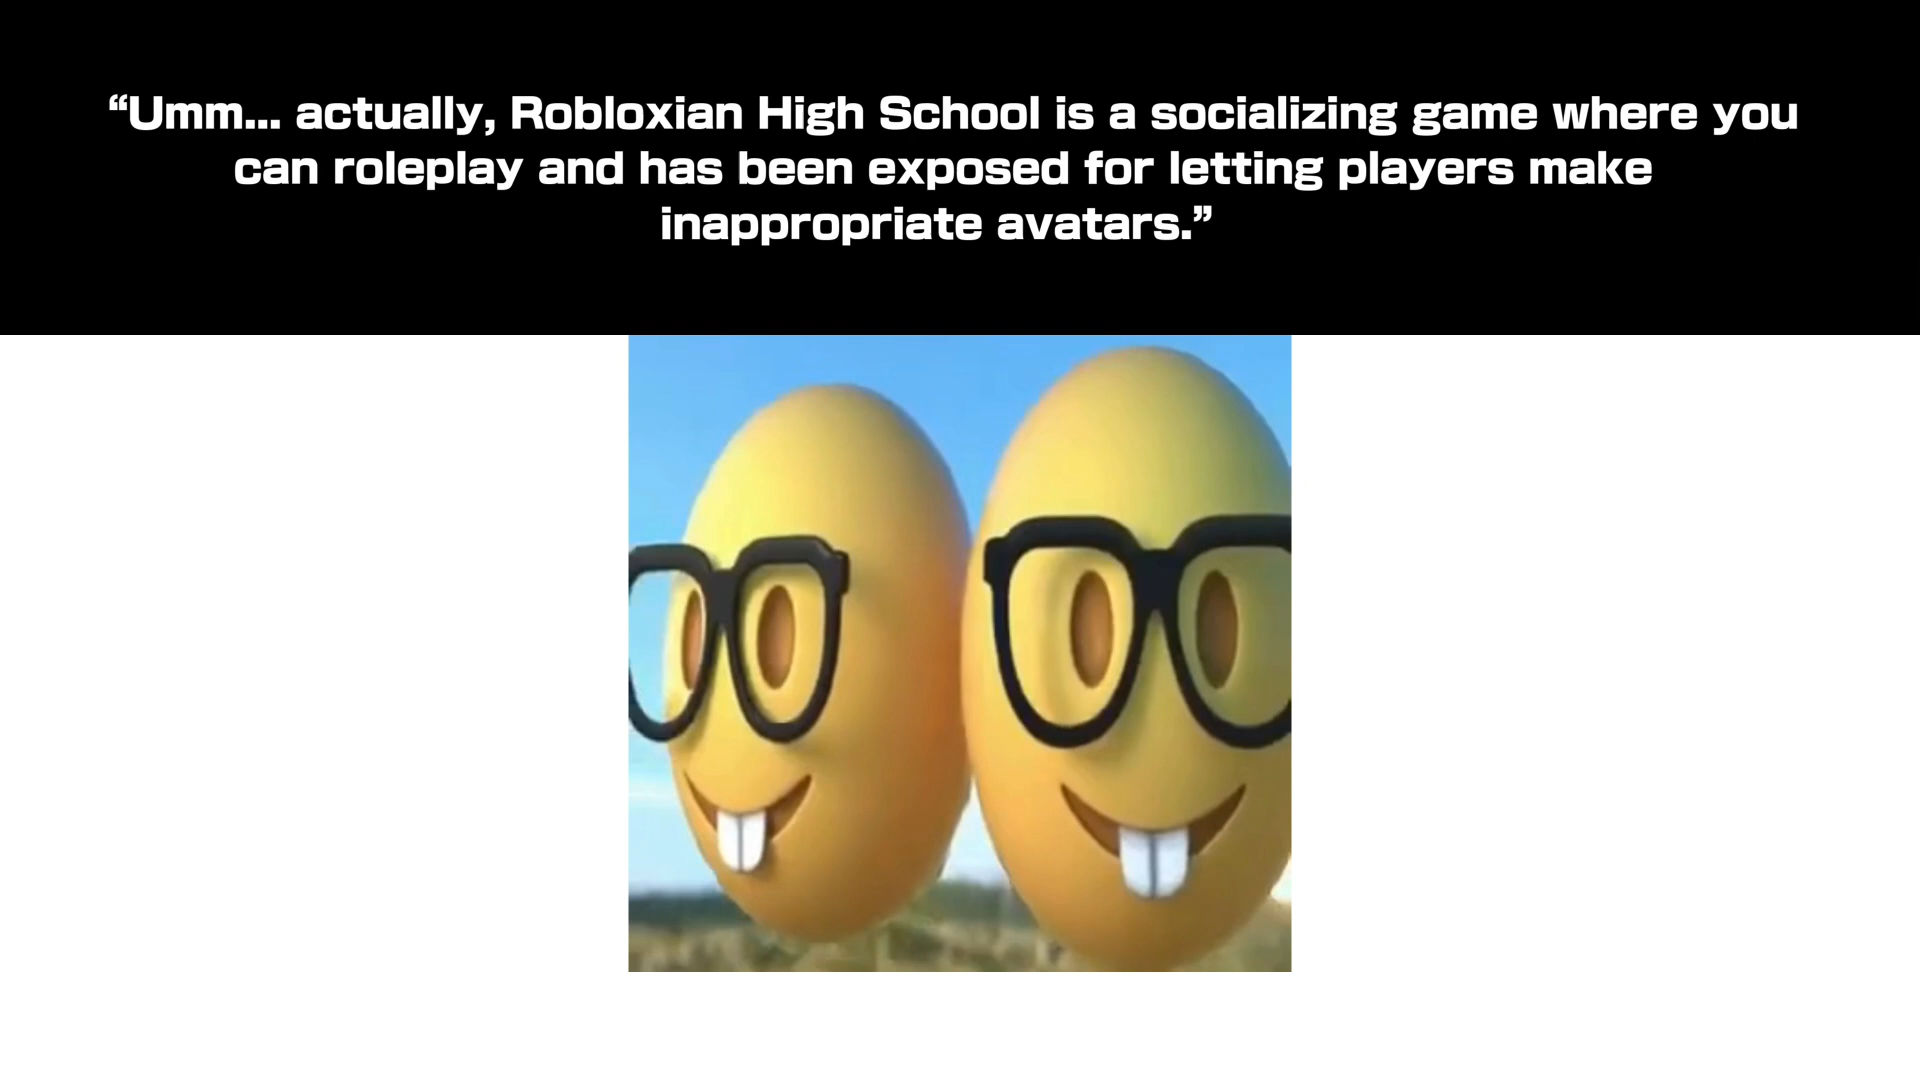 “Umm... actually, Robloxian High School is a socializing game where you
can roleplay and has been exposed for letting players make
inappropriate avatars.”